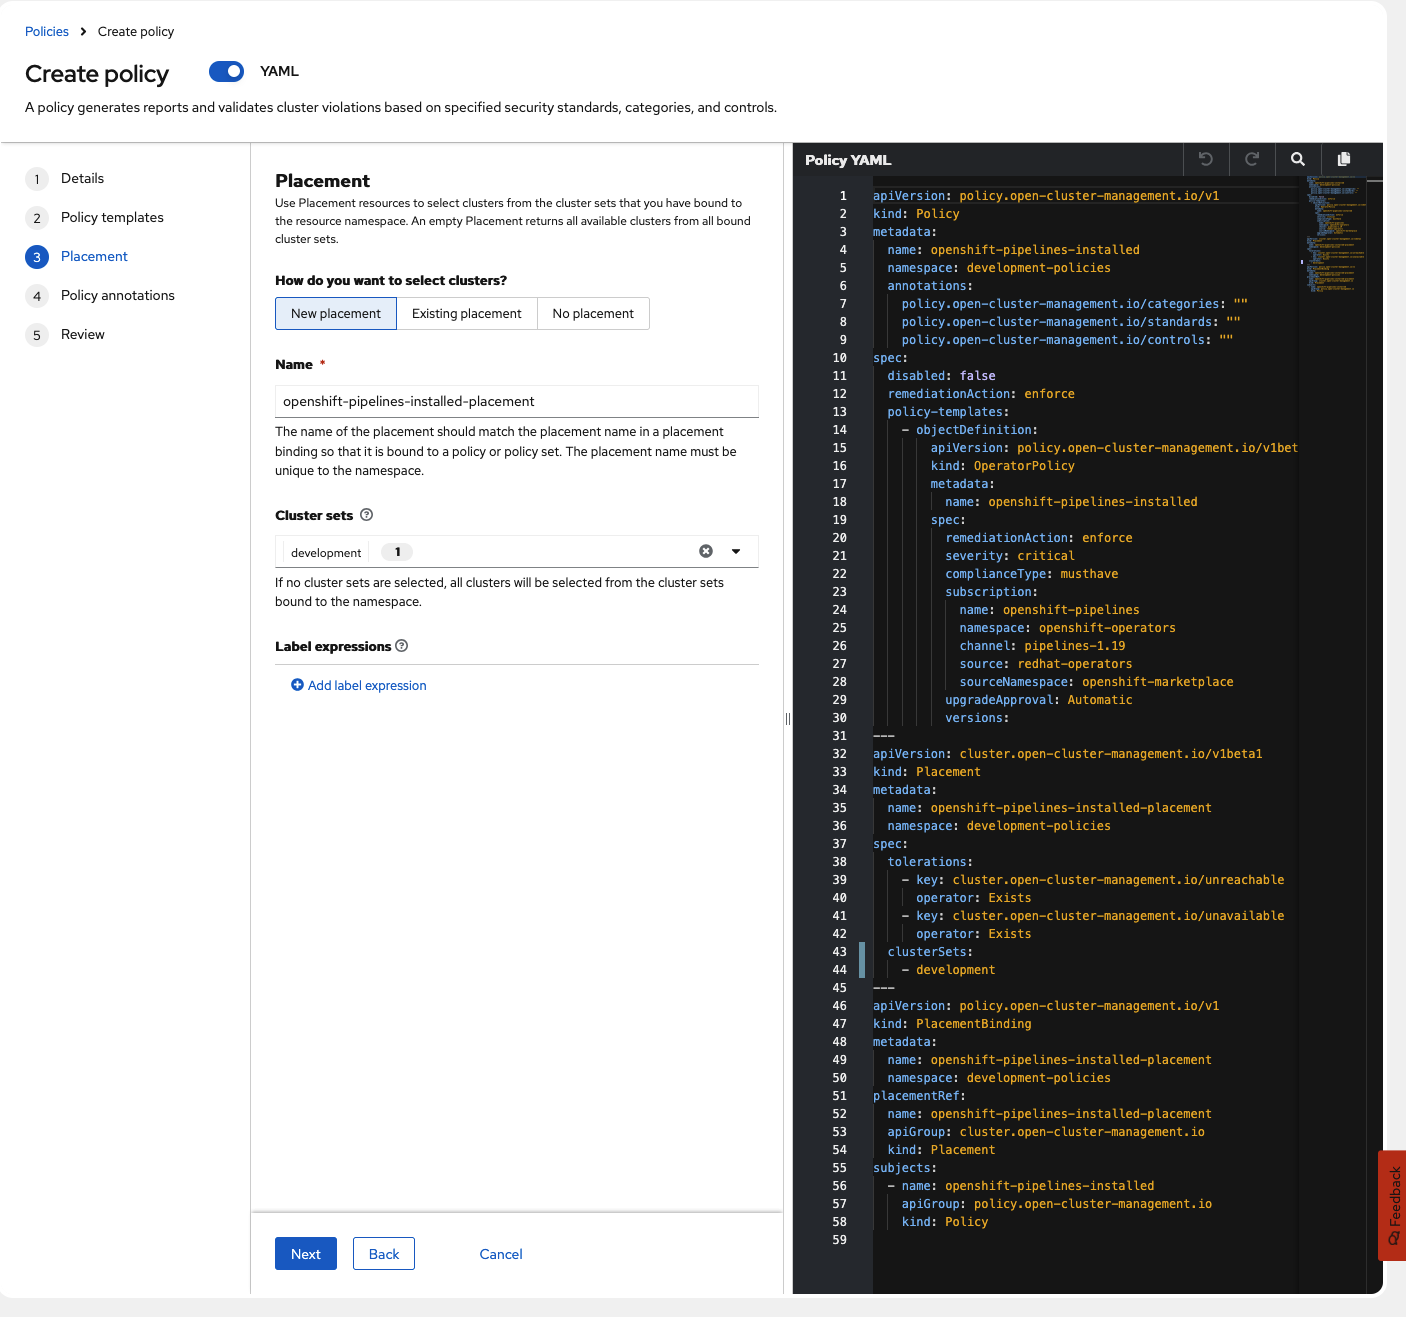 Policies > Create policy
Create policy YAML
A policy generates reports and validates cluster violations based on specified security standards, categories, and controls.
1 Details
2 Policy templates
3 Placement
4 Policy annotations
5 Review
Placement
Use Placement resources to select clusters from the cluster sets that you have bound to
the resource namespace. An empty Placement returns all available clusters from all bound
cluster sets.
How do you want to select clusters?
New placement Existing placement No placement
Name *
openshift-pipelines-installed-placement
The name of the placement should match the placement name in a placement
binding so that it is bound to a policy or policy set. The placement name must be
unique to the namespace.
Cluster sets
development 1
If no cluster sets are selected, all clusters will be selected from the cluster sets
bound to the namespace.
Label expressions
Add label expression
Next Back Cancel
Policy YAML
1 apiVersion: policy.open-cluster-management.io/v1
2 kind: Policy
3 metadata:
4 name: openshift-pipelines-installed
5 namespace: development-policies
6 annotations:
7 policy.open-cluster-management.io/categories: ""
8 policy.open-cluster-management.io/standards: ""
9 policy.open-cluster-management.io/controls: ""
10 spec:
11 disabled: false
12 remediationAction: enforce
13 policy-templates:
14 - objectDefinition:
15 apiVersion: policy.open-cluster-management.io/v1bet
16 kind: OperatorPolicy
17 metadata:
18 name: openshift-pipelines-installed
19 spec:
20 remediationAction: enforce
21 severity: critical
22 complianceType: musthave
23 subscription:
24 name: openshift-pipelines
25 namespace: openshift-operators
26 channel: pipelines-1.19
27 source: redhat-operators
28 sourceNamespace: openshift-marketplace
29 upgradeApproval: Automatic
30 versions:
31 ---
32 apiVersion: cluster.open-cluster-management.io/v1beta1
33 kind: Placement
34 metadata:
35 name: openshift-pipelines-installed-placement
36 namespace: development-policies
37 spec:
38 tolerations:
39 - key: cluster.open-cluster-management.io/unreachable
40 operator: Exists
41 - key: cluster.open-cluster-management.io/unavailable
42 operator: Exists
43 clusterSets:
44 - development
45 ---
46 apiVersion: policy.open-cluster-management.io/v1
47 kind: PlacementBinding
48 metadata:
49 name: openshift-pipelines-installed-placement
50 namespace: development-policies
51 placementRef:
52 name: openshift-pipelines-installed-placement
53 apiGroup: cluster.open-cluster-management.io
54 kind: Placement
55 subjects:
56 - name: openshift-pipelines-installed
57 apiGroup: policy.open-cluster-management.io
58 kind: Policy
59
Feedback